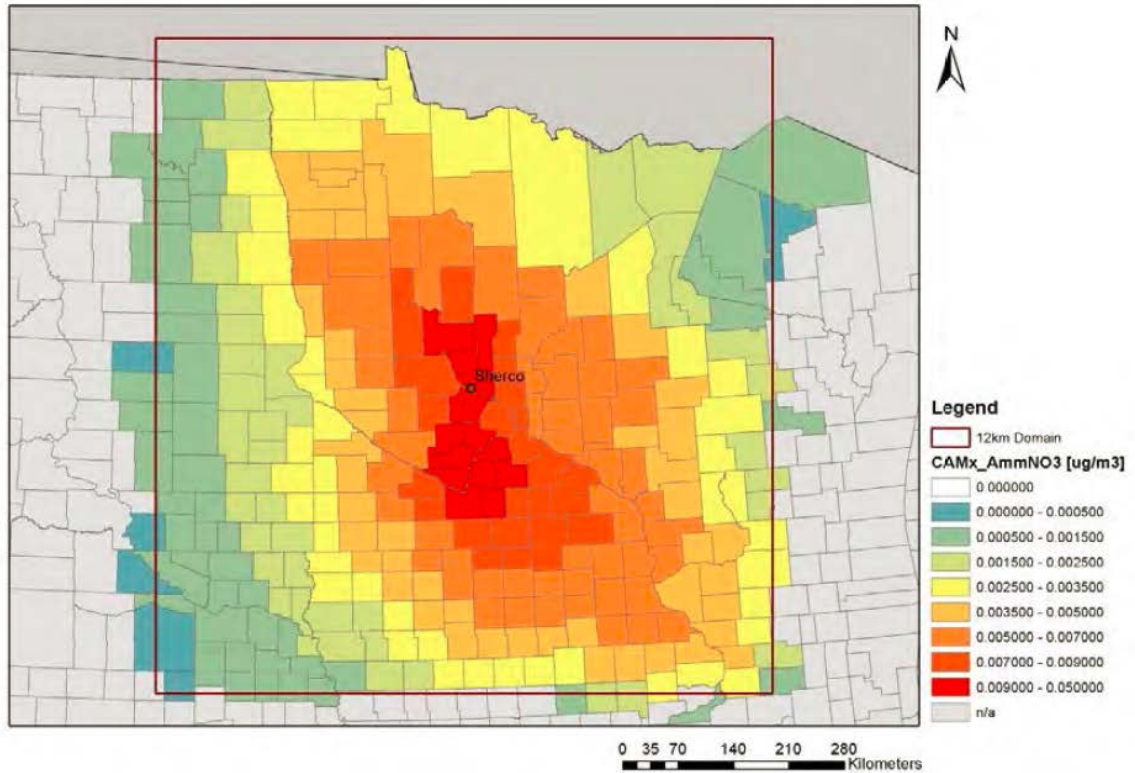 N
Sherco
Legend
12km Domain
CAMx_AmmNO3 [ug/m3]
0.000000
0.000000 - 0.000500
0.000500 - 0.001500
0.001500 - 0.002500
0.002500 - 0.003500
0.003500 - 0.005000
0.005000 - 0.007000
0.007000 - 0.009000
0.009000 - 0.050000
n/a
0 35 70 140 210 280
Kilometers